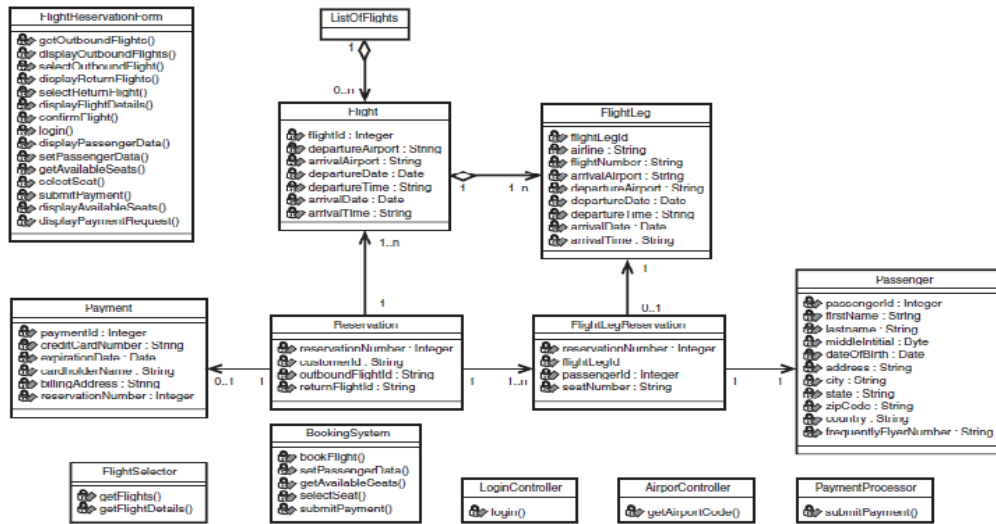 FlightReservationForm
getOutboundFlights()
displayOutboundFlights()
selectOutboundFlight()
displayReturnFlights()
selectReturnFlight()
displayFlightDetails()
confirmFlight()
login()
displayPassengerData()
setPassengerData()
getAvailableSeats()
selectSeat()
submitPayment()
displayAvailableSeats()
displayPaymentRequest()
ListOfFlights
1
0..n
Flight
flightId : Integer
departureAirport : String
arrivalAirport : String
departureDate : Date
departureTime : String
arrivalDate : Date
arrivalTime : String
1
1..n
FlightLeg
flightLegId
airline : String
flightNumber : String
arrivalAirport : String
departureAirport : String
departureDate : Date
departureTime : String
arrivalDate : Date
arrivalTime : String
1..n
1
1
0..1
Payment
paymentId : Integer
creditCardNumber : String
expirationDate : Date
cardholderName : String
billingAddress : String
reservationNumber : Integer
0..1
1
Reservation
reservationNumber : Integer
customerId : String
outboundFlightId : String
returnFlightId : String
1
1..n
FlightLegReservation
reservationNumber : Integer
flightLegId
passengerId : Integer
seatNumber : String
1
1
Passenger
passengerId : Integer
firstName : String
lastname : String
middleIntitial : Byte
dateOfBirth : Date
address : String
city : String
state : String
zipCode : String
country : String
frequentlyFlyerNumber : String
FlightSelector
getFlights()
getFlightDetails()
BookingSystem
bookFlight()
setPassengerData()
getAvailableSeats()
selectSeat()
submitPayment()
LoginController
login()
AirporController
getAirportCode()
PaymentProcessor
submitPayment()